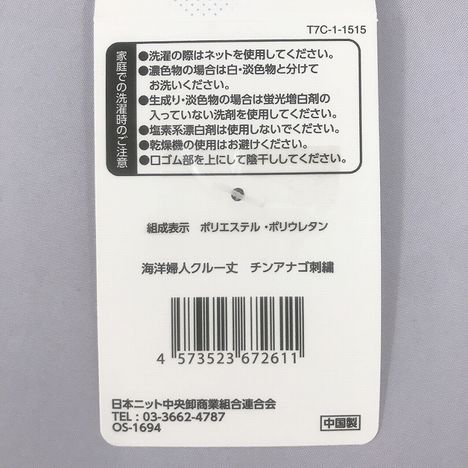 T7C-1-1515
家庭での洗濯時のご注意
●洗濯の際はネットを使用してください。
●濃色物の場合は白・淡色物と分けて
お洗いください。
●生成り・淡色物の場合は蛍光増白剤の
入っていない洗剤を使用してください。
●塩素系漂白剤は使用しないでください。
●乾燥機の使用はお避けください。
●口ゴム部を上にして陰干ししてください。
組成表示 ポリエステル・ポリウレタン
海洋婦人クルー丈 チンアナゴ刺繍
4 573523 672611
日本ニット中央卸商業組合連合会
TEL : 03-3662-4787
OS-1694
中国製